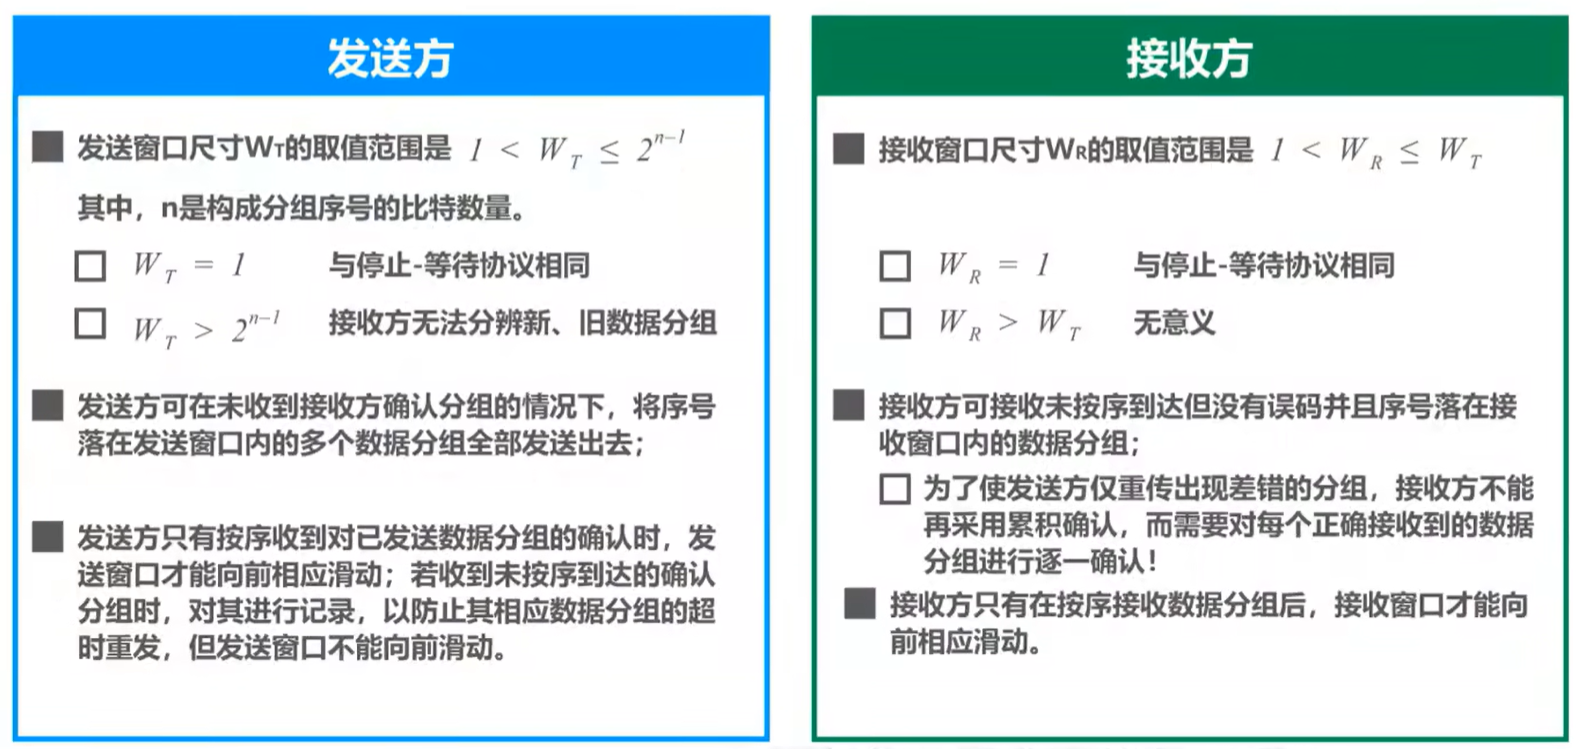 发送方
发送窗口尺寸WT的取值范围是 1 < W T ≤ 2^n-1
其中，n是构成分组序号的比特数量。
W T = 1 与停止-等待协议相同
W T > 2^n-1 接收方无法分辨新、旧数据分组
发送方可在未收到接收方确认分组的情况下，将序号
落在发送窗口内的多个数据分组全部发送出去；
发送方只有按序收到对已发送数据分组的确认时，发
送窗口才能向前相应滑动；若收到未按序到达的确认
分组时，对其进行记录，以防止其相应数据分组的超
时重发，但发送窗口不能向前滑动。
接收方
接收窗口尺寸WR的取值范围是 1 < W R ≤ W T
W R = 1 与停止-等待协议相同
W R > W T 无意义
接收方可接收未按序到达但没有误码并且序号落在接
收窗口内的数据分组；
为了使发送方仅重传出现差错的分组，接收方不能
再采用累积确认，而需要对每个正确接收到的数据
分组进行逐一确认！
接收方只有在按序接收数据分组后，接收窗口才能向
前相应滑动。